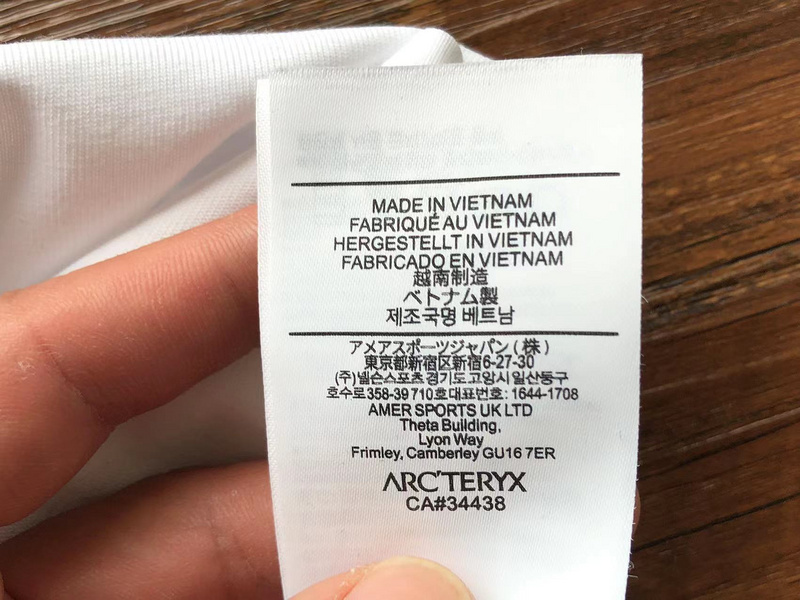 MADE IN VIETNAM
FABRIQUÉ AU VIETNAM
HERGESTELLT IN VIETNAM
FABRICADO EN VIETNAM
越南制造
ベトナム製
제조국명 베트남
アメアスポーツジャパン(株)
東京都新宿区新宿6-27-30
(주)넬슨스포츠 경기도 고양시 일산동구
호수로358-39 710호 대표번호: 1644-1708
AMER SPORTS UK LTD
Theta Building,
Lyon Way
Frimley, Camberley GU16 7ER
ARC'TERYX
CA#34438